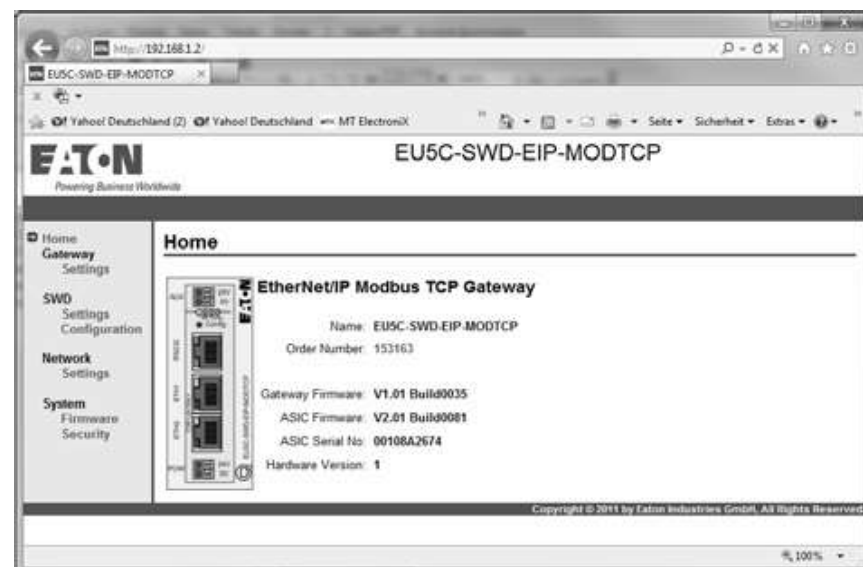 http://192.168.1.2/
EU5C-SWD-EIP-MODTCP
Yahoo! Deutschland (2) Yahoo! Deutschland MT ElectroniX
Seite Sicherheit Extras
EATON
Powering Business Worldwide
EU5C-SWD-EIP-MODTCP
Home
Gateway
Settings
SWD
Settings
Configuration
Network
Settings
System
Firmware
Security
Home
EtherNet/IP Modbus TCP Gateway
Name: EU5C-SWD-EIP-MODTCP
Order Number: 153163
Gateway Firmware: V1.01 Build0035
ASIC Firmware: V2.01 Build0081
ASIC Serial No: 00108A2674
Hardware Version: 1
EATON
Config
Copyright © 2011 by Eaton Industries GmbH, All Rights Reserved
100%